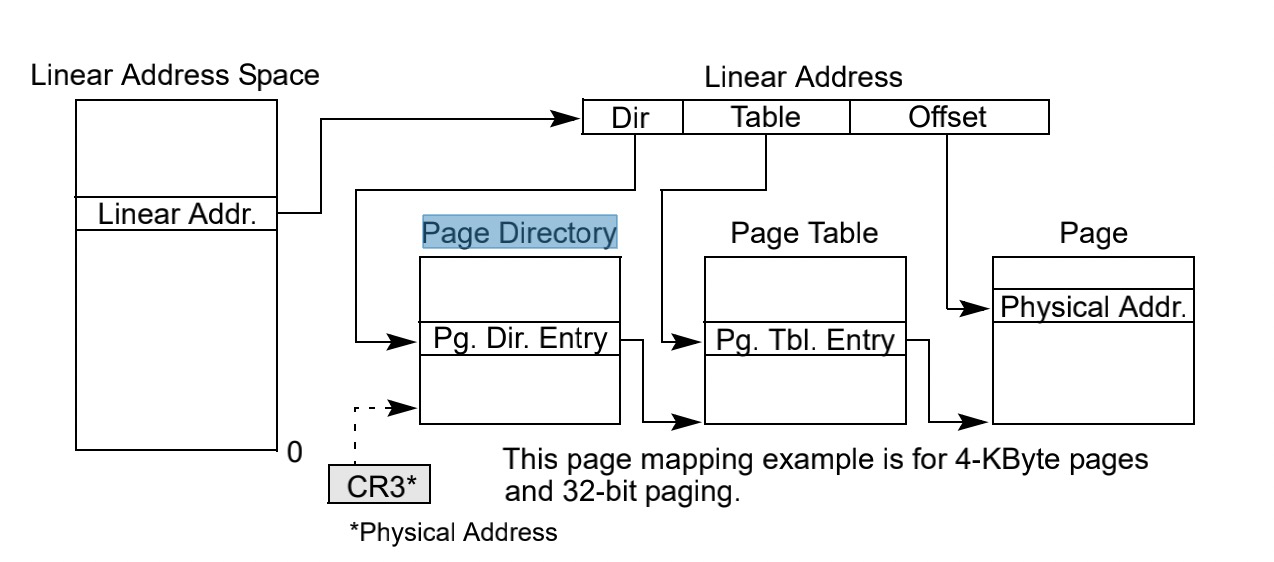 Linear Address Space
Linear Address
Dir
Table
Offset
Linear Addr.
Page Directory
Page Table
Page
Physical Addr.
Pg. Dir. Entry
Pg. Tbl. Entry
0
This page mapping example is for 4-KByte pages
and 32-bit paging.
CR3*
*Physical Address